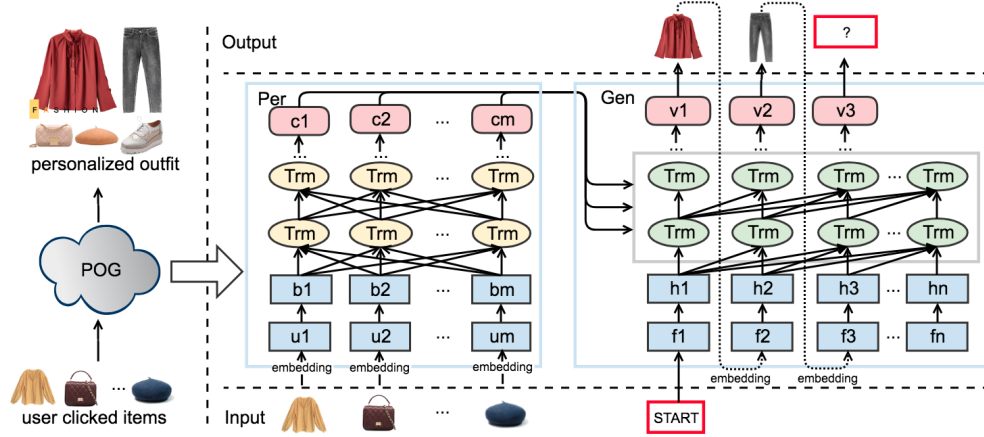 FASHION
personalized outfit
POG
user clicked items
Output
Input
Per
c1 c2 ... cm
... ... ...
Trm Trm ... Trm
Trm Trm ... Trm
b1 b2 ... bm
u1 u2 ... um
embedding embedding embedding
...
?
Gen
v1 v2 v3
... ... ...
Trm Trm Trm ... Trm
Trm Trm Trm ... Trm
h1 h2 h3 ... hn
f1 f2 f3 ... fn
embedding embedding
START
...